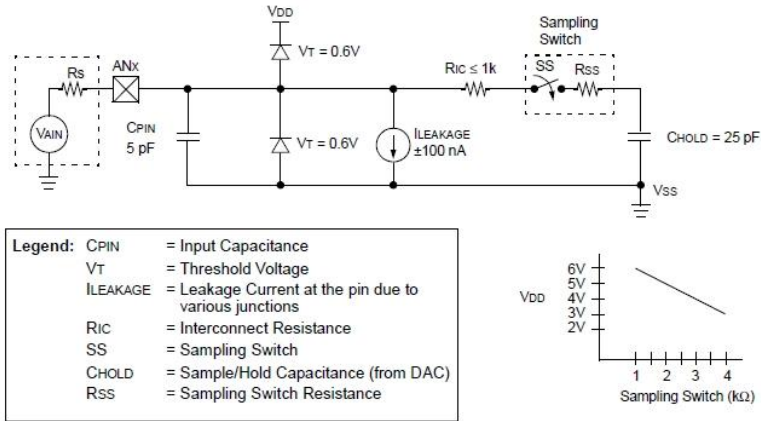 VDD
Sampling
Switch
VT = 0.6V
RS
ANx
RIC ≤ 1k
SS
RSS
VAIN
CPIN
5 pF
VT = 0.6V
ILEAKAGE
±100 nA
CHOLD = 25 pF
VSS
Legend: CPIN = Input Capacitance
VT = Threshold Voltage
ILEAKAGE = Leakage Current at the pin due to
various junctions
RIC = Interconnect Resistance
SS = Sampling Switch
CHOLD = Sample/Hold Capacitance (from DAC)
RSS = Sampling Switch Resistance
VDD
6V
5V
4V
3V
2V
1 2 3 4
Sampling Switch (kΩ)